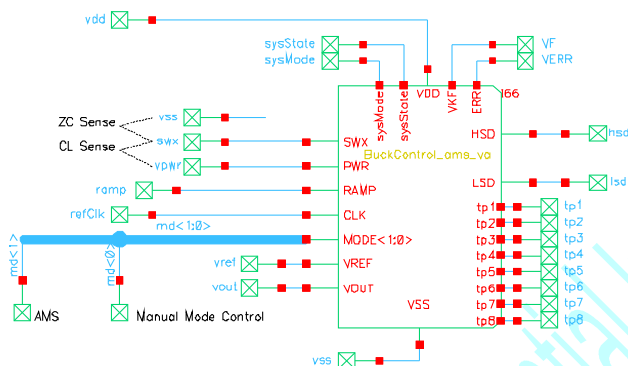 vdd
sysState
sysMode
VF
VERR
sysMode
sysState
VDD
VKF
ERR
I66
ZC Sense
CL Sense
vss
swx
vpwr
SWX
PWR
BuckControl_ams_va
HSD
hsd
LSD
lsd
ramp
RAMP
refClk
CLK
md<1:0>
MODE<1:0>
md<1>
md<0>
vref
VREF
vout
VOUT
VSS
tp1 tp1
tp2 tp2
tp3 tp3
tp4 tp4
tp5 tp5
tp6 tp6
tp7 tp7
tp8 tp8
AMS
Manual Mode Control
vss